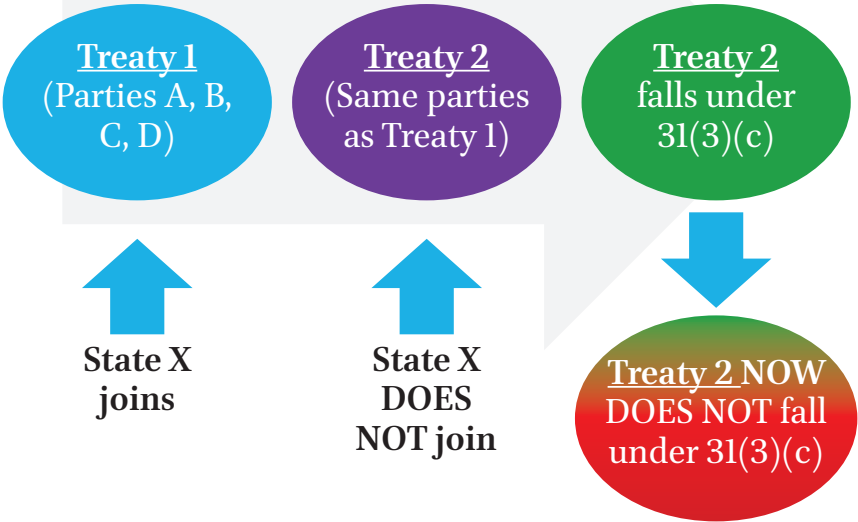 Treaty 1
(Parties A, B,
C, D)
Treaty 2
(Same parties
as Treaty 1)
Treaty 2
falls under
31(3)(c)
State X
joins
State X
DOES
NOT join
Treaty 2 NOW
DOES NOT fall
under 31(3)(c)